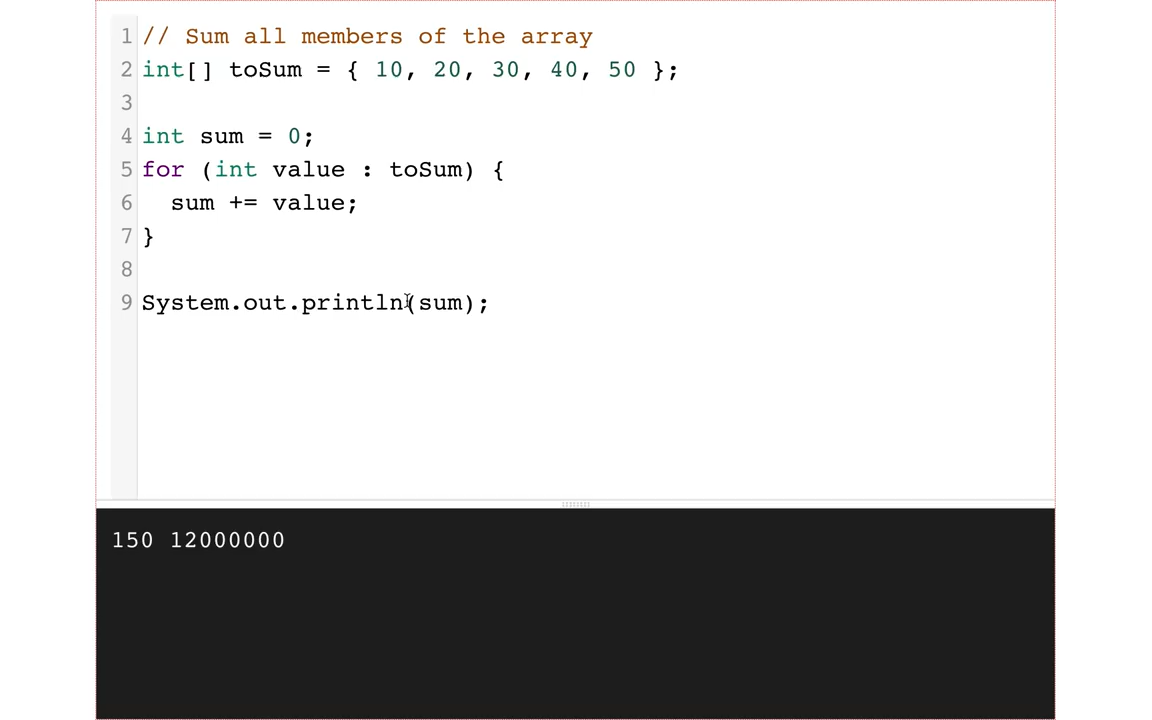 1 // Sum all members of the array
2 int[] toSum = { 10, 20, 30, 40, 50 };
3
4 int sum = 0;
5 for (int value : toSum) {
6   sum += value;
7 }
8
9 System.out.println(sum);
150 12000000